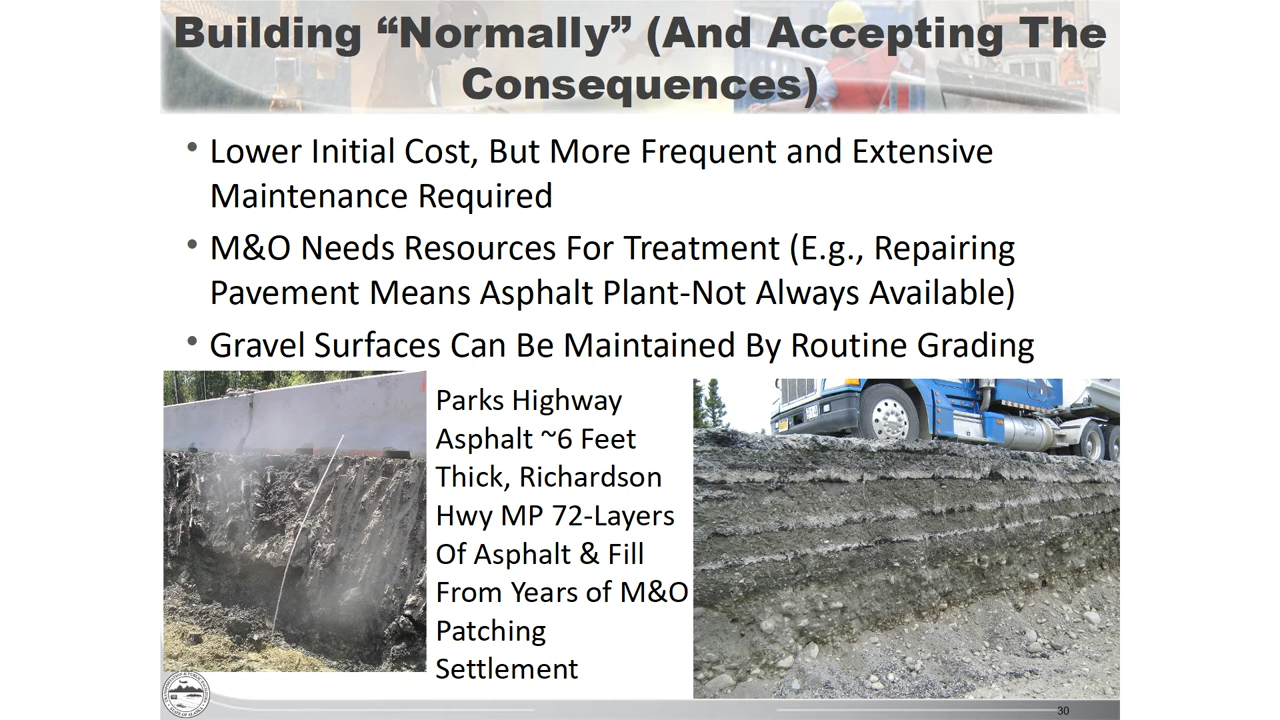 Building “Normally” (And Accepting The
Consequences)
• Lower Initial Cost, But More Frequent and Extensive
Maintenance Required
• M&O Needs Resources For Treatment (E.g., Repairing
Pavement Means Asphalt Plant-Not Always Available)
• Gravel Surfaces Can Be Maintained By Routine Grading
Parks Highway
Asphalt ~6 Feet
Thick, Richardson
Hwy MP 72-Layers
Of Asphalt & Fill
From Years of M&O
Patching
Settlement
30